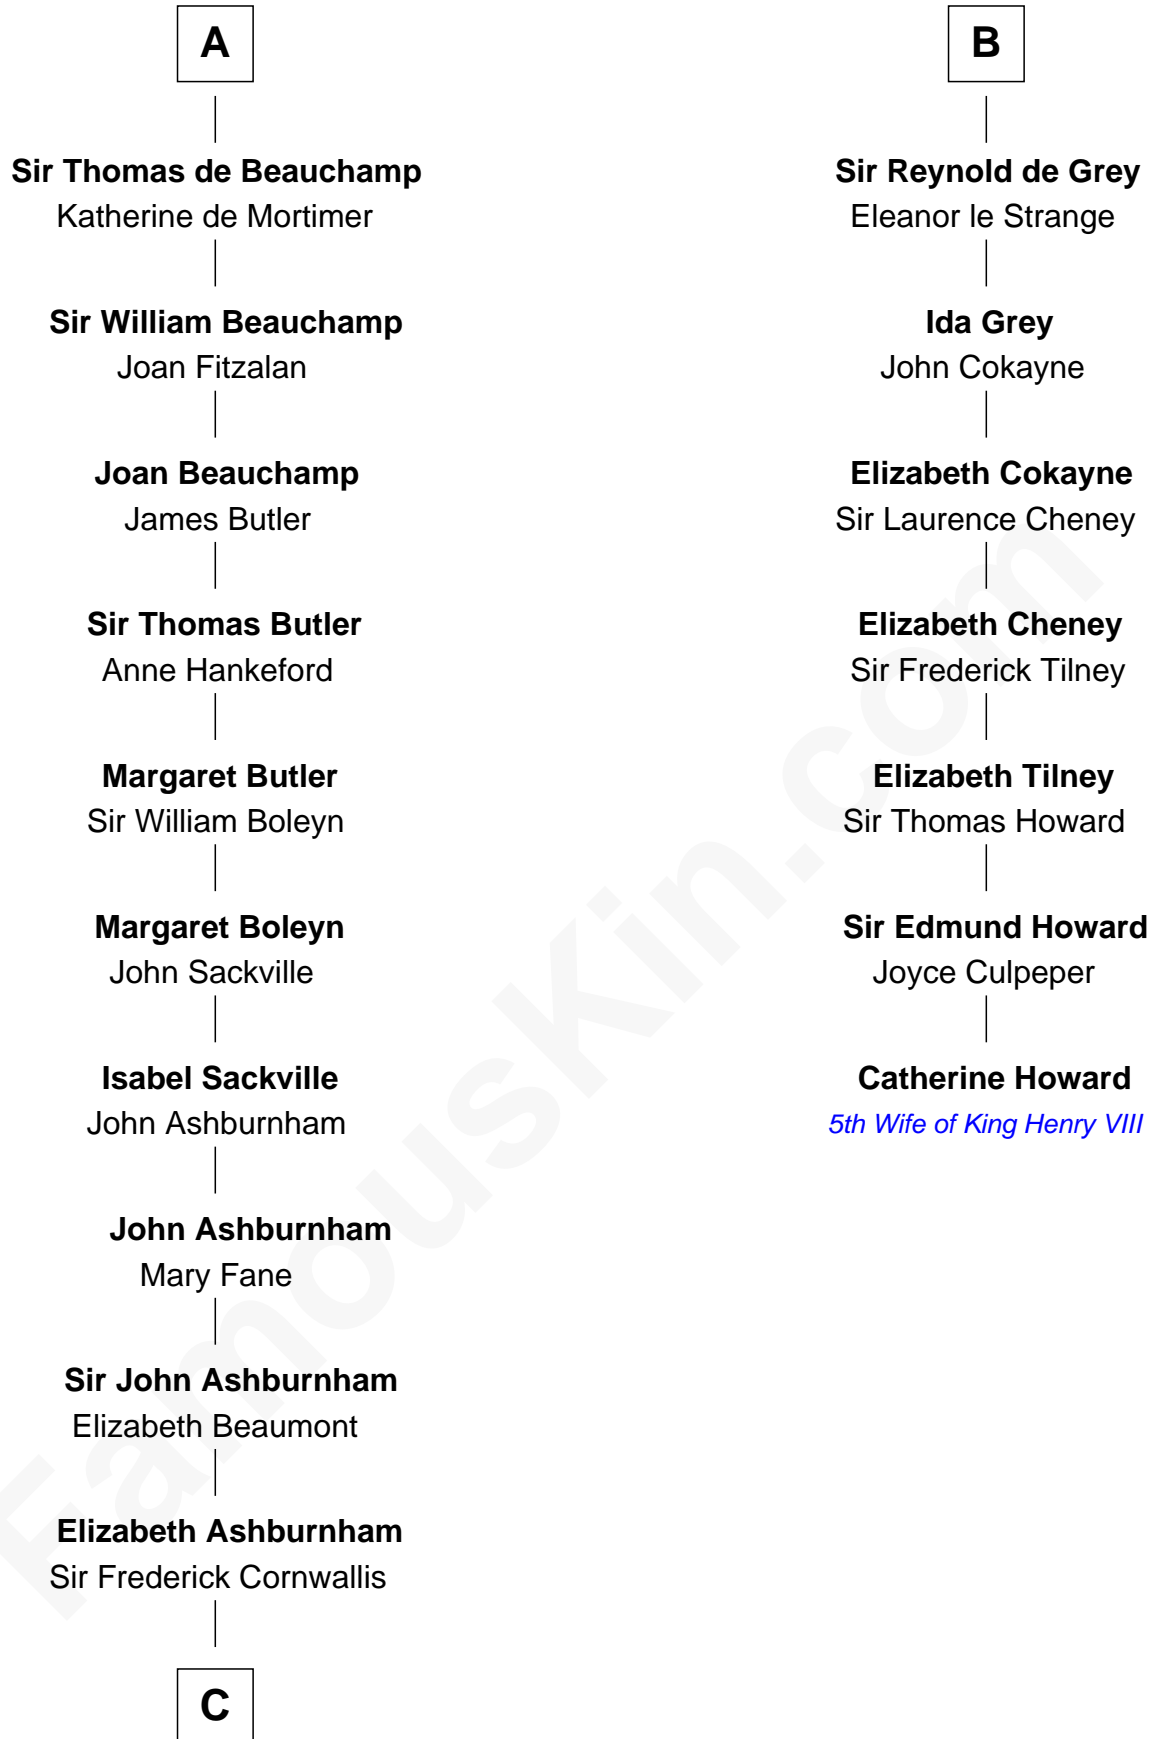 A
Sir Thomas de Beauchamp
Katherine de Mortimer
Sir William Beauchamp
Joan Fitzalan
Joan Beauchamp
James Butler
Sir Thomas Butler
Anne Hankeford
Margaret Butler
Sir William Boleyn
Margaret Boleyn
John Sackville
Isabel Sackville
John Ashburnham
John Ashburnham
Mary Fane
Sir John Ashburnham
Elizabeth Beaumont
Elizabeth Ashburnham
Sir Frederick Cornwallis
C
B
Sir Reynold de Grey
Eleanor le Strange
Ida Grey
John Cokayne
Elizabeth Cokayne
Sir Laurence Cheney
Elizabeth Cheney
Sir Frederick Tilney
Elizabeth Tilney
Sir Thomas Howard
Sir Edmund Howard
Joyce Culpeper
Catherine Howard
5th Wife of King Henry VIII
FamousKin.com